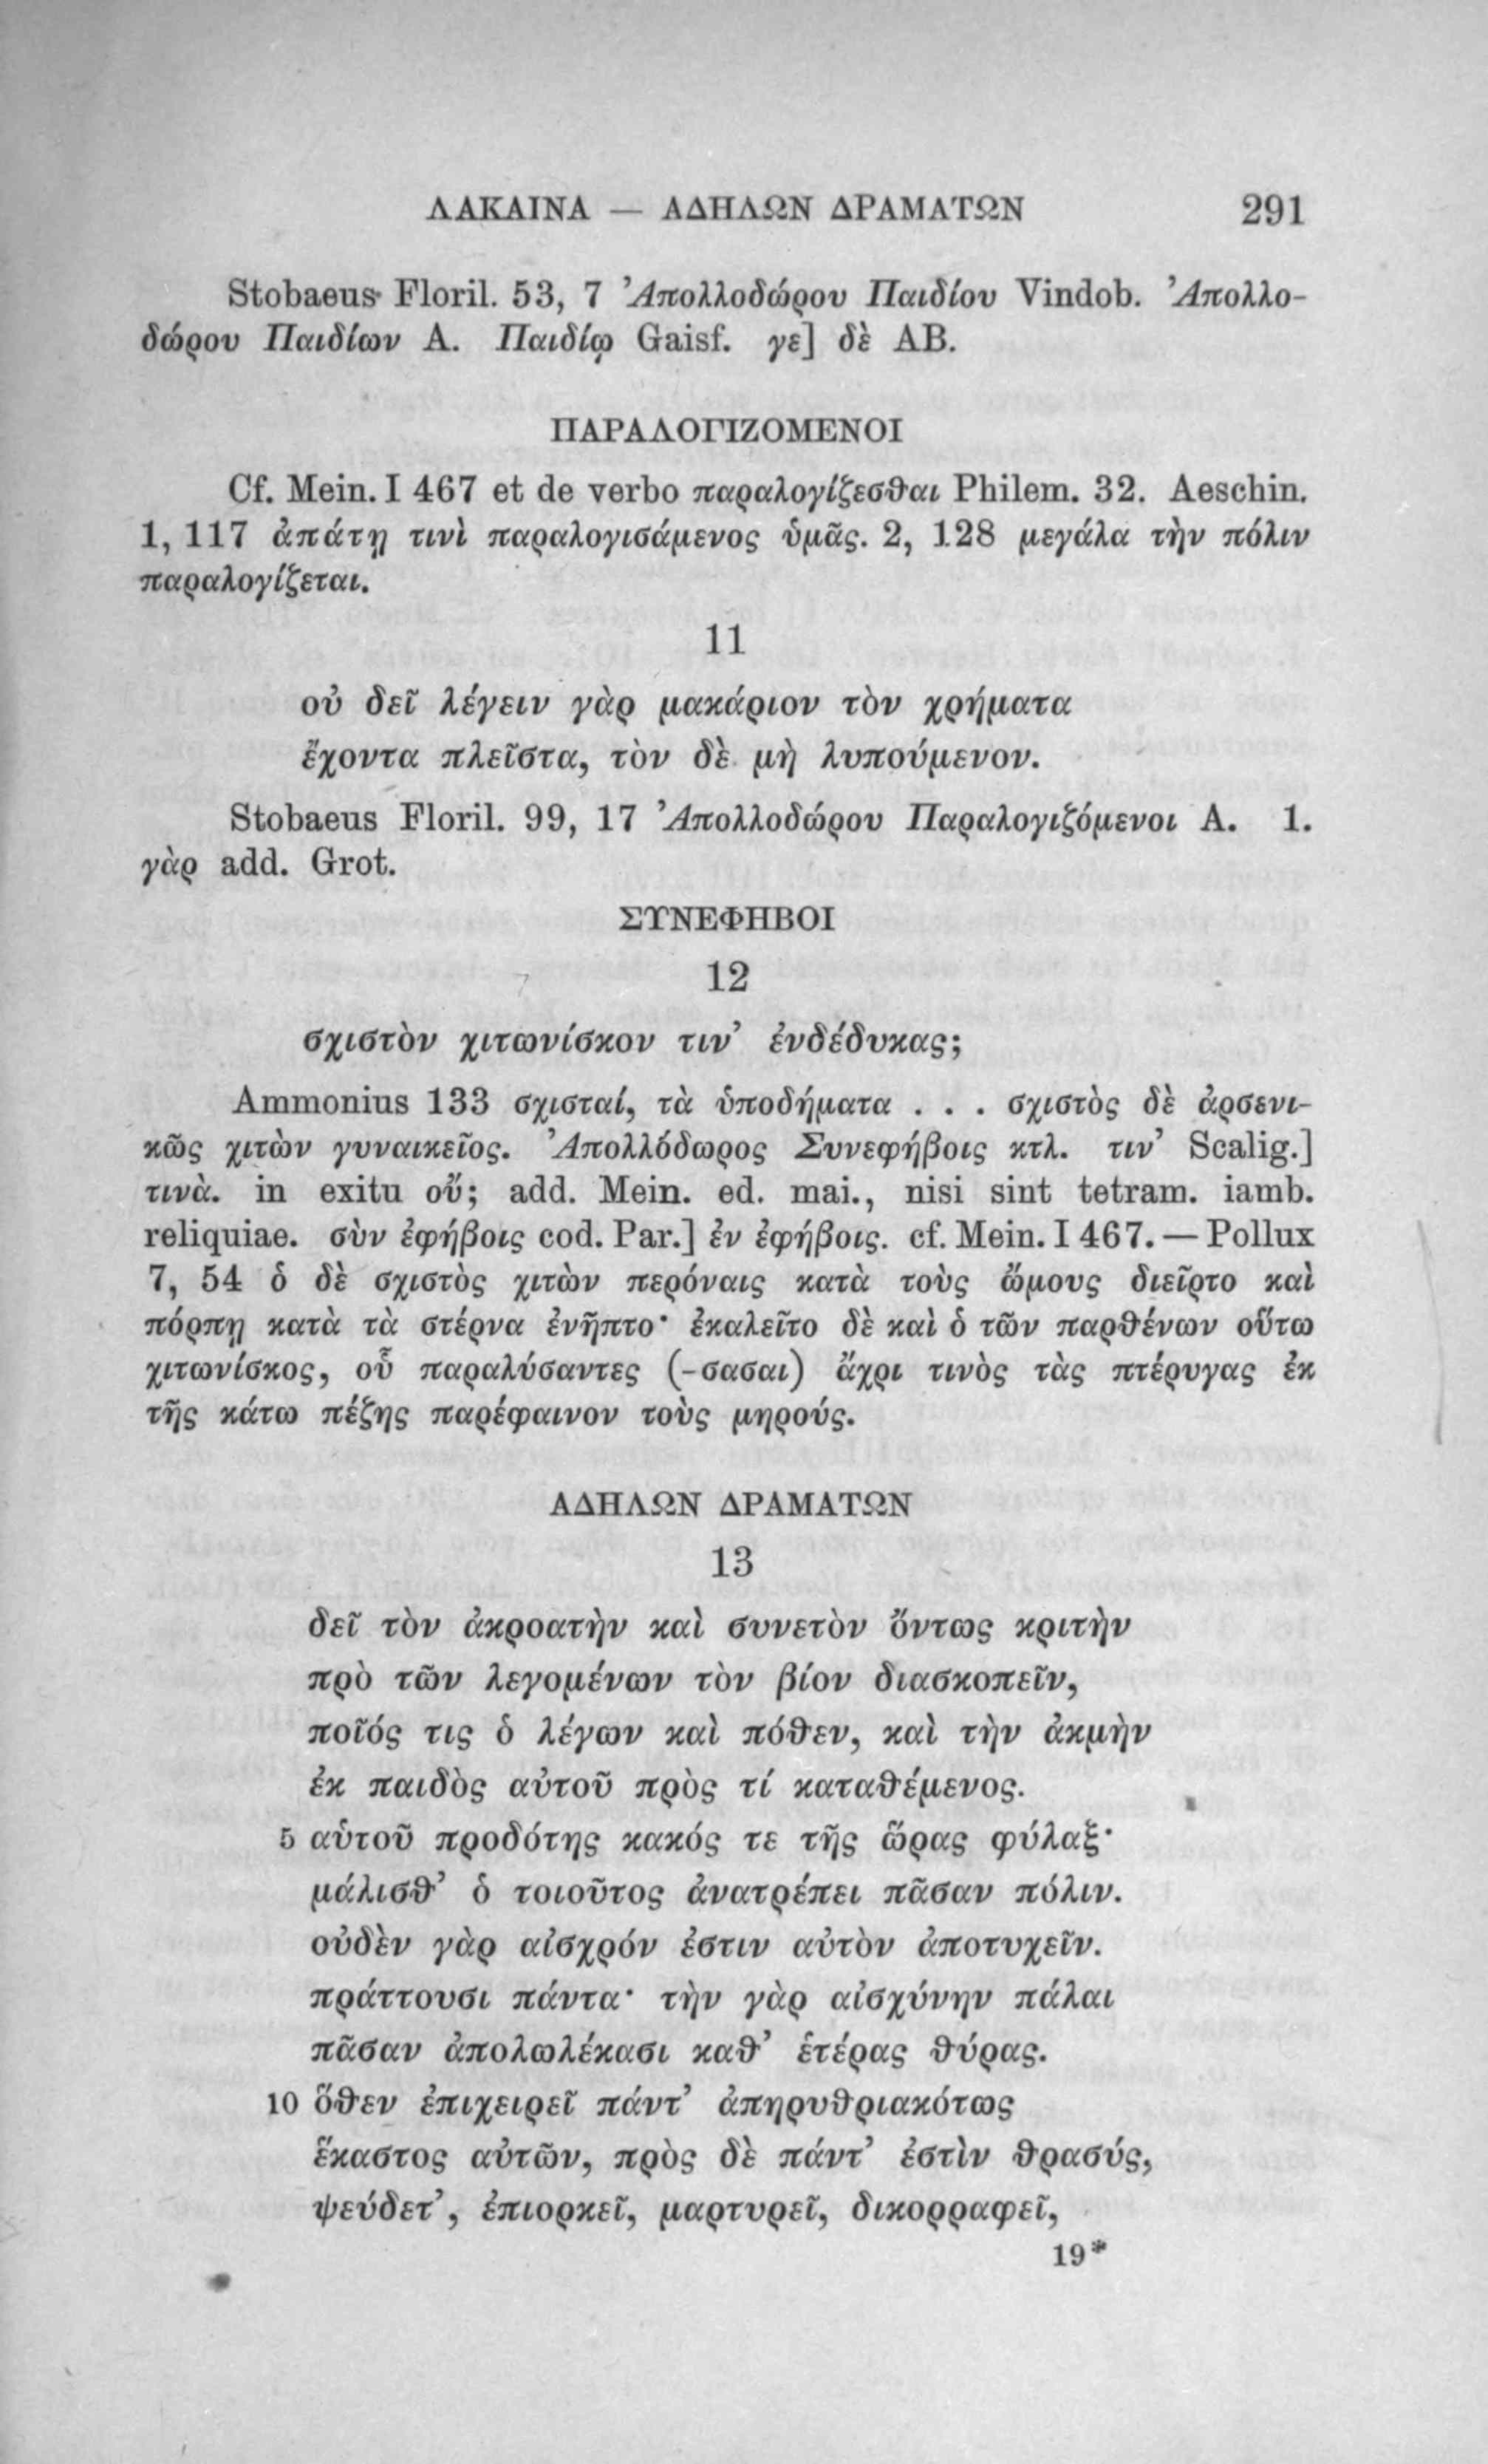 ΛΑΚΑΙΝΑ — ΑΔΗΛΩΝ ΔΡΑΜΑΤΩΝ 291
Stobaeus Floril. 53, 7 Ἀπολλοδώρου Παιδίου Vindob. Ἀπολλο-
δώρου Παιδίων A. Παιδίῳ Gaisf. γε] δὲ AB.
ΠΑΡΑΛΟΓΙΖΟΜΕΝΟΙ
Cf. Mein. I 467 et de verbo παραλογίζεσθαι Philem. 32. Aeschin.
1, 117 ἀπάτῃ τινὶ παραλογισάμενος ὑμᾶς. 2, 128 μεγάλα τὴν πόλιν
παραλογίζεται.
11
οὐ δεῖ λέγειν γὰρ μακάριον τὸν χρήματα
ἔχοντα πλεῖστα, τὸν δὲ μὴ λυπούμενον.
Stobaeus Floril. 99, 17 Ἀπολλοδώρου Παραλογιζόμενοι A. 1.
γὰρ add. Grot.
ΣΥΝΕΦΗΒΟΙ
12
σχιστὸν χιτωνίσκον τιν’ ἐνδέδυκας;
Ammonius 133 σχισταί, τὰ ὑποδήματα . . . σχιστὸς δὲ ἀρσενι-
κῶς χιτὼν γυναικεῖος. Ἀπολλόδωρος Συνεφήβοις κτλ. τιν’ Scalig.]
τινὰ. in exitu οὔ; add. Mein. ed. mai., nisi sint tetram. iamb.
reliquiae. σὺν ἐφήβοις cod. Par.] ἐν ἐφήβοις. cf. Mein. I 467. — Pollux
7, 54 ὁ δὲ σχιστὸς χιτὼν περόναις κατὰ τοὺς ὤμους διεῖρτο καὶ
πόρπῃ κατὰ τὰ στέρνα ἐνῆπτο· ἐκαλεῖτο δὲ καὶ ὁ τῶν παρθένων οὕτω
χιτωνίσκος, οὗ παραλύσαντες (-σασαι) ἄχρι τινὸς τὰς πτέρυγας ἐκ
τῆς κάτω πέζης παρέφαινον τοὺς μηρούς.
ΑΔΗΛΩΝ ΔΡΑΜΑΤΩΝ
13
δεῖ τὸν ἀκροατὴν καὶ συνετὸν ὄντως κριτὴν
πρὸ τῶν λεγομένων τὸν βίον διασκοπεῖν,
ποῖός τις ὁ λέγων καὶ πόθεν, καὶ τὴν ἀκμὴν
ἐκ παιδὸς αὐτοῦ πρὸς τί καταθέμενος.
5 αὑτοῦ προδότης κακός τε τῆς ὥρας φύλαξ·
μάλισθ’ ὁ τοιοῦτος ἀνατρέπει πᾶσαν πόλιν.
οὐδὲν γὰρ αἰσχρόν ἐστιν αὐτὸν ἀποτυχεῖν.
πράττουσι πάντα· τὴν γὰρ αἰσχύνην πάλαι
πᾶσαν ἀπολωλέκασι καθ’ ἑτέρας θύρας.
10 ὅθεν ἐπιχειρεῖ πάντ’ ἀπηρυθριακότως
ἕκαστος αὐτῶν, πρὸς δὲ πάντ’ ἐστὶν θρασύς,
ψεύδετ’, ἐπιορκεῖ, μαρτυρεῖ, δικορραφεῖ,
19*